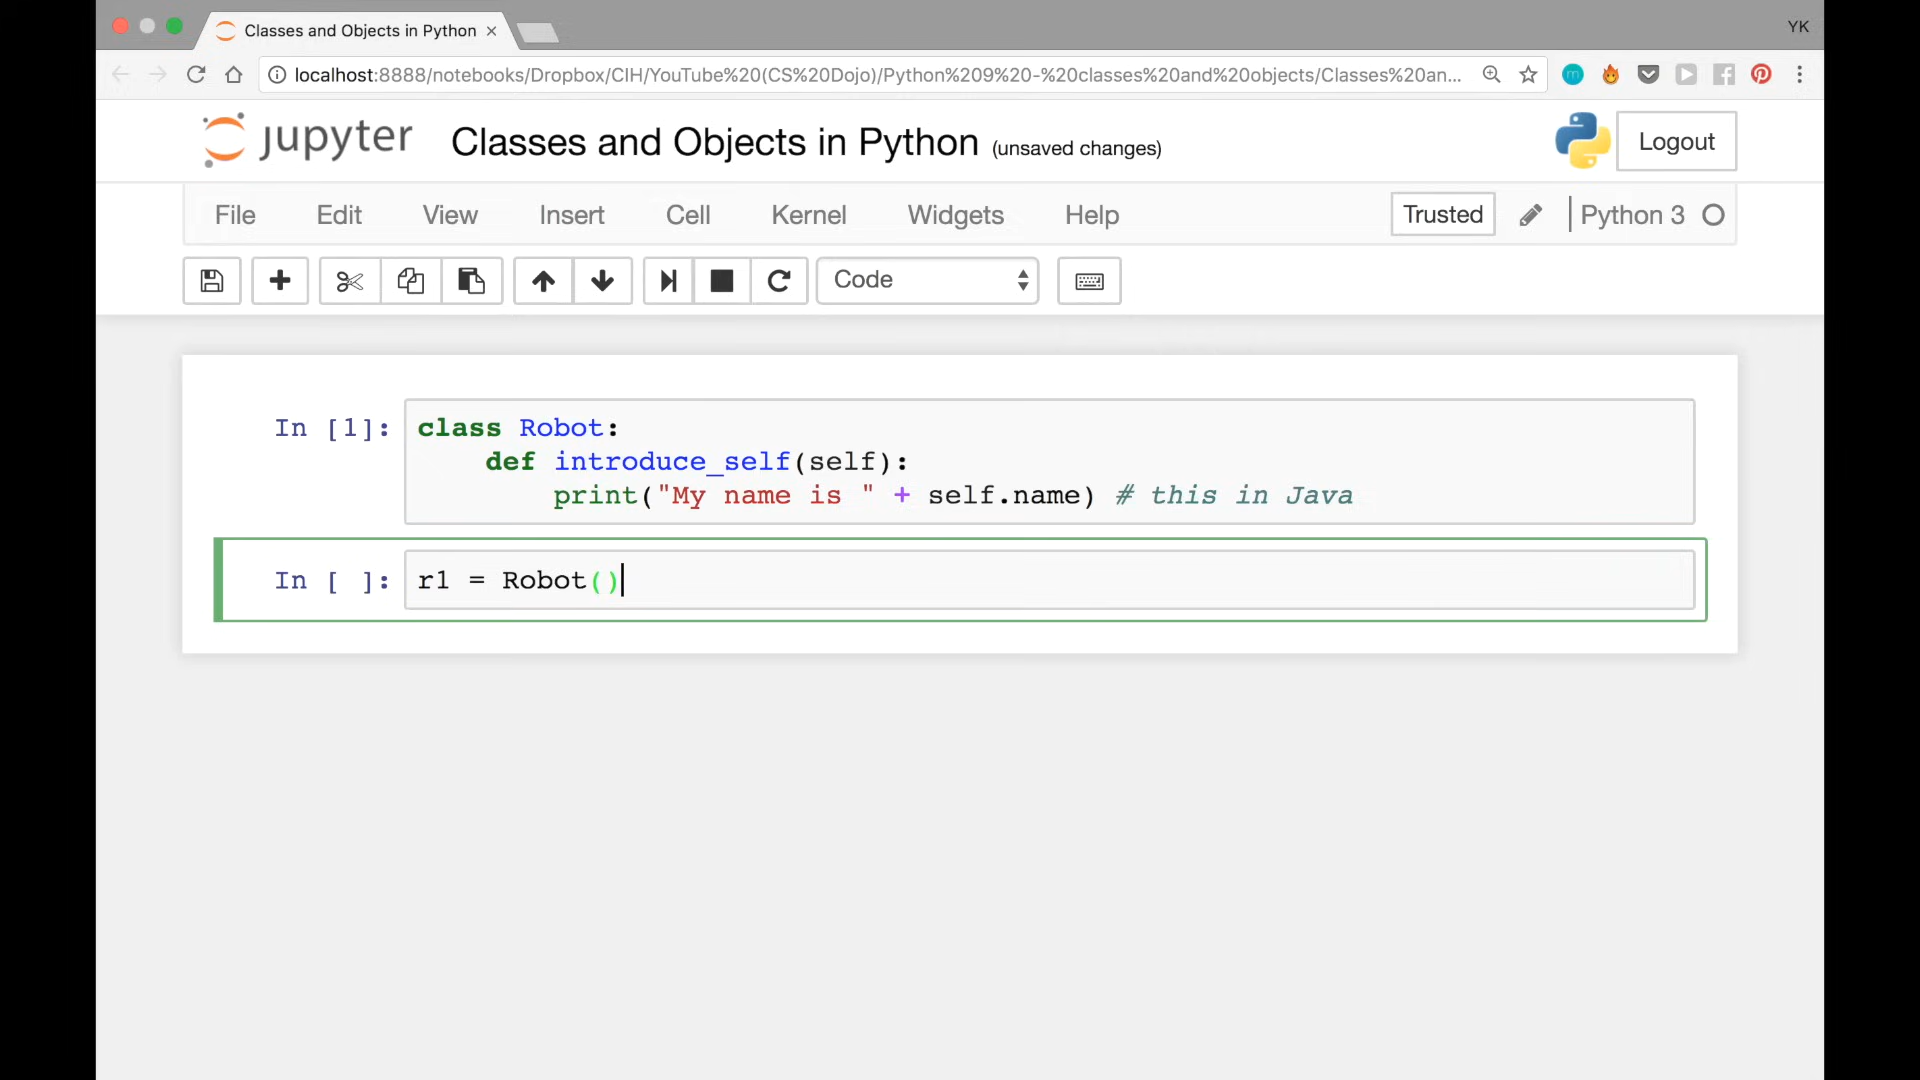 Classes and Objects in Python
YK
localhost:8888/notebooks/Dropbox/CIH/YouTube%20(CS%20Dojo)/Python%209%20-%20classes%20and%20objects/Classes%20an...
jupyter Classes and Objects in Python (unsaved changes)
Logout
File Edit View Insert Cell Kernel Widgets Help
Trusted
Python 3
Code
In [1]: class Robot:
    def introduce_self(self):
        print("My name is " + self.name) # this in Java
In [ ]: r1 = Robot()